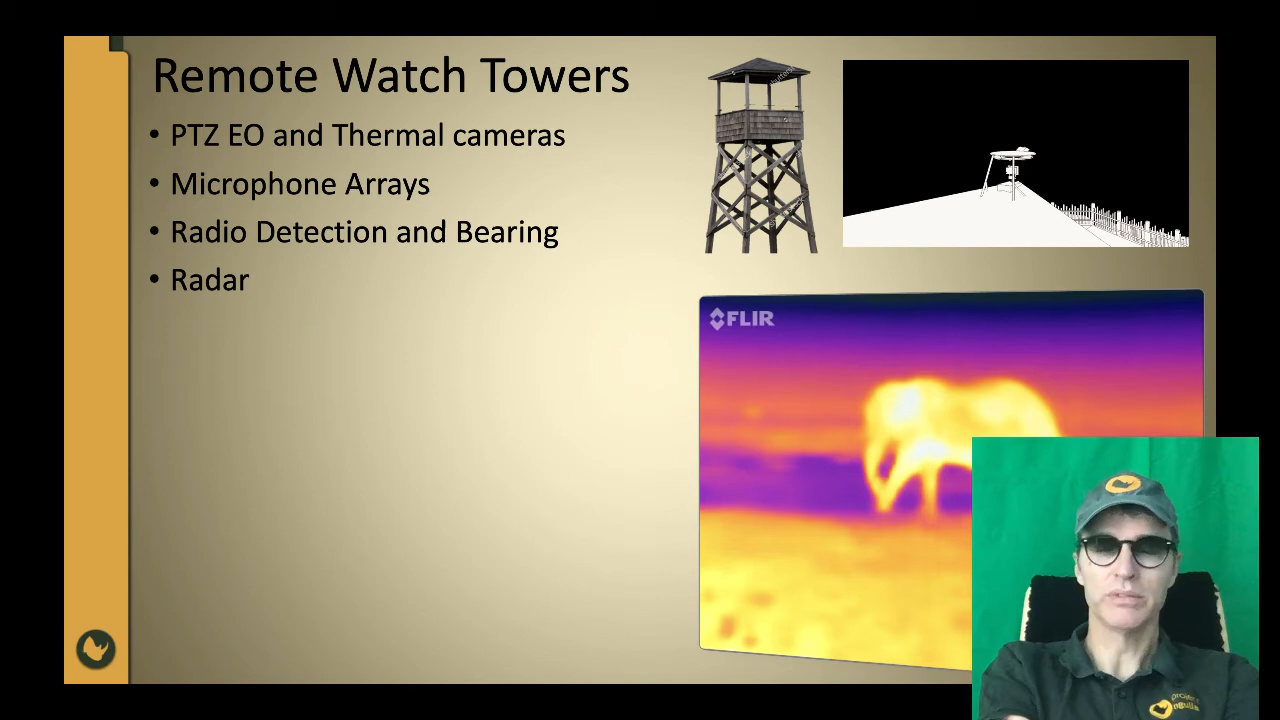 Remote Watch Towers
• PTZ EO and Thermal cameras
• Microphone Arrays
• Radio Detection and Bearing
• Radar
FLIR